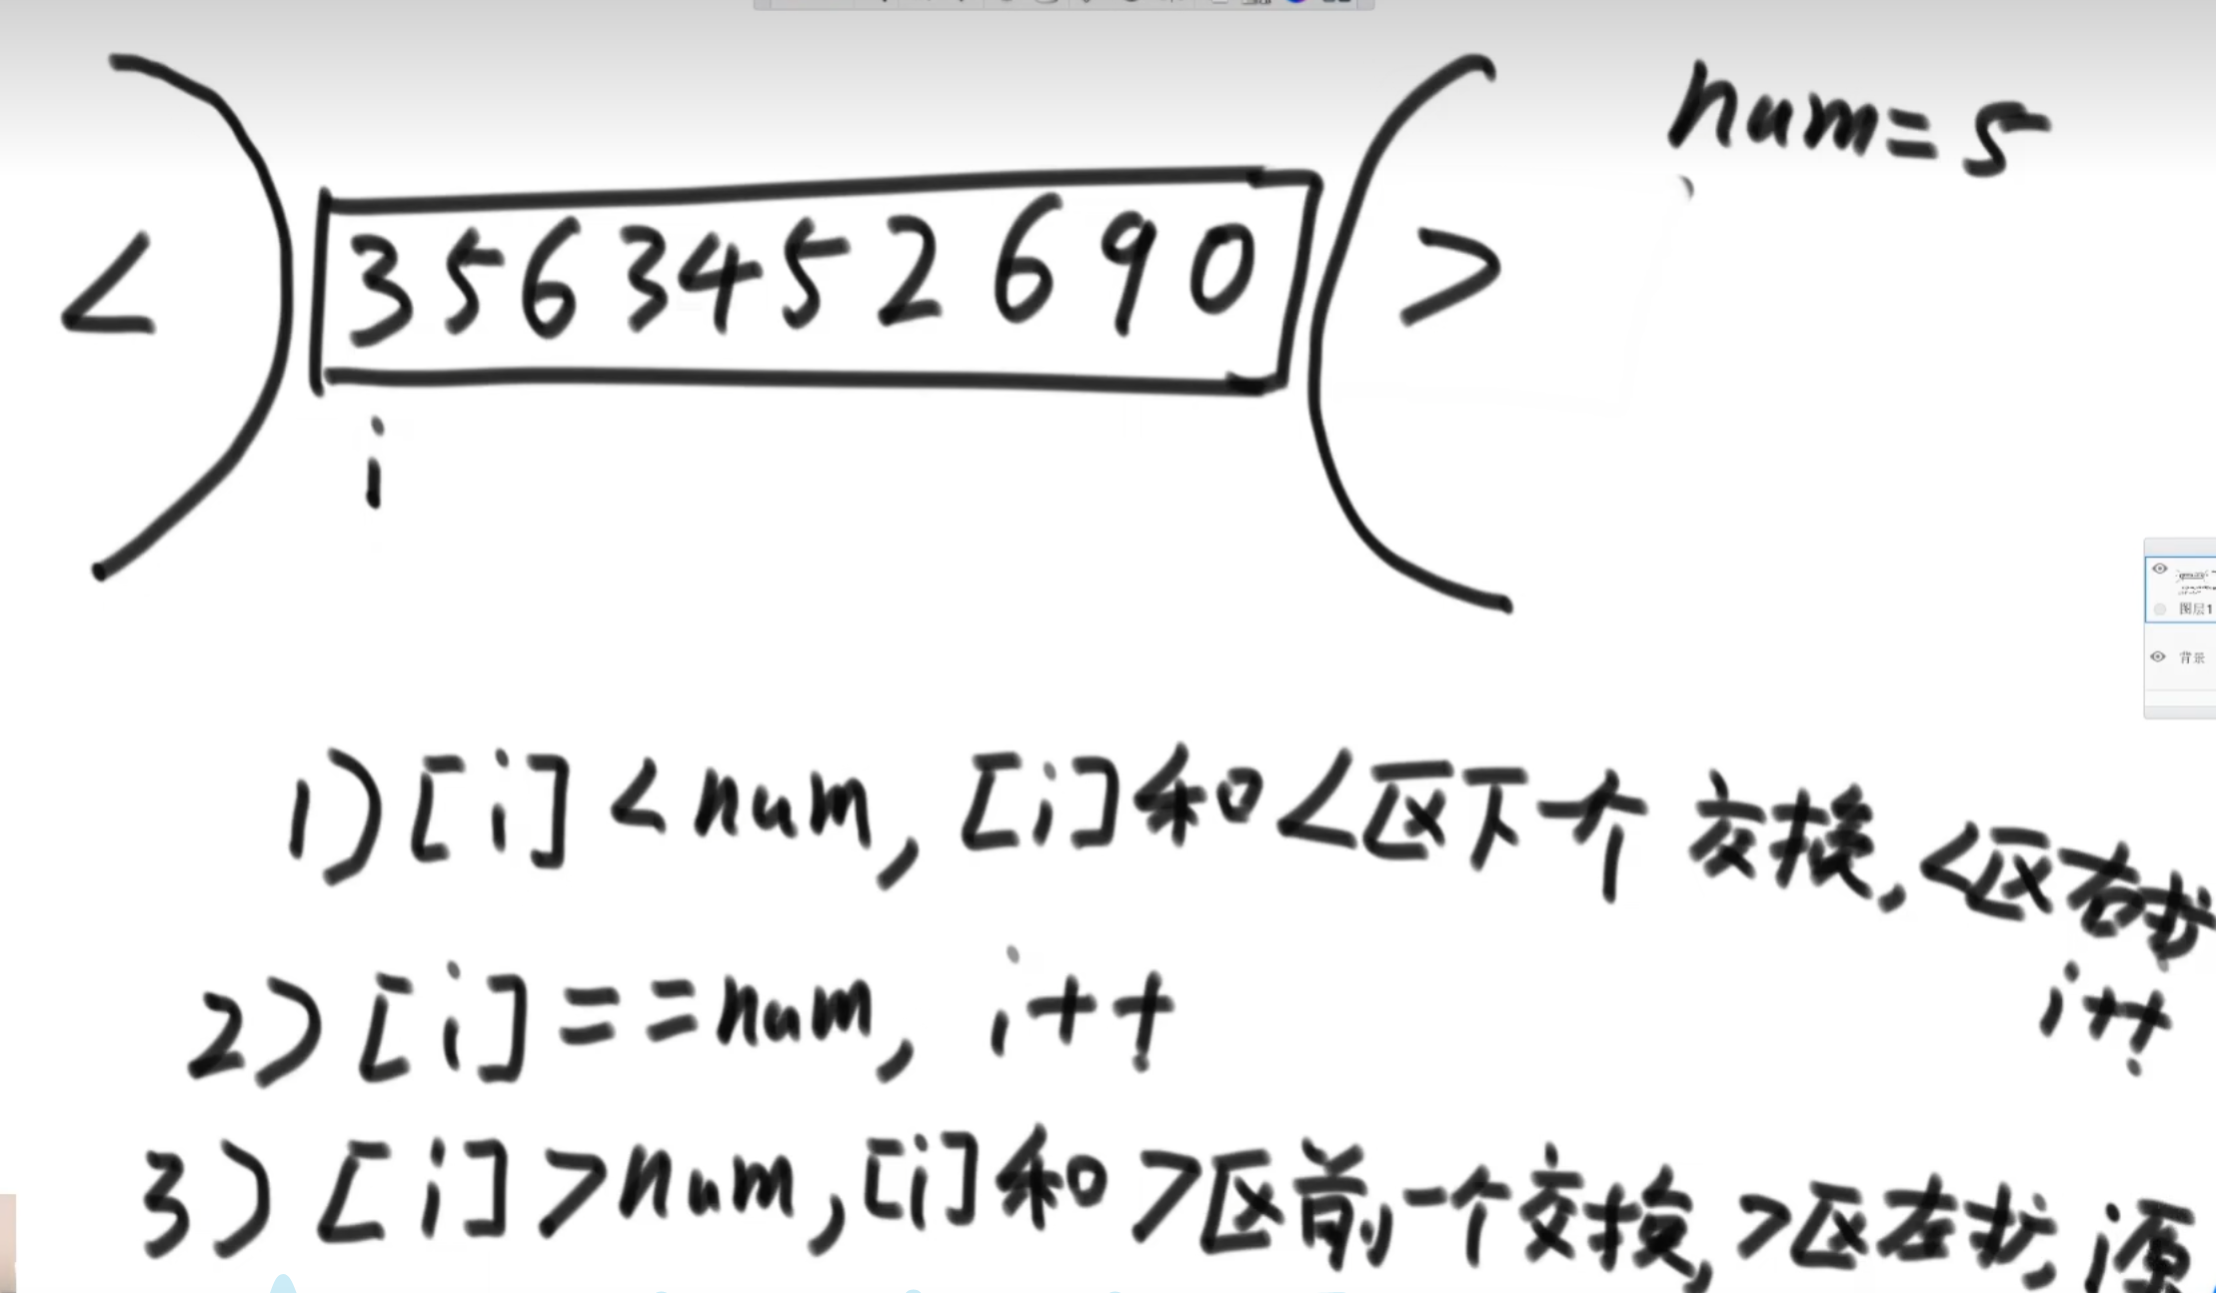 num=5
< ) 3 5 6 3 4 5 2 6 9 0 ( >
i
图层1
背景
1) [i] < num, [i]和<区下一个 交换, <区右扩
i++
2) [i] == num, i++
3) [i] > num, [i]和>区前一个交换, >区左扩, i源